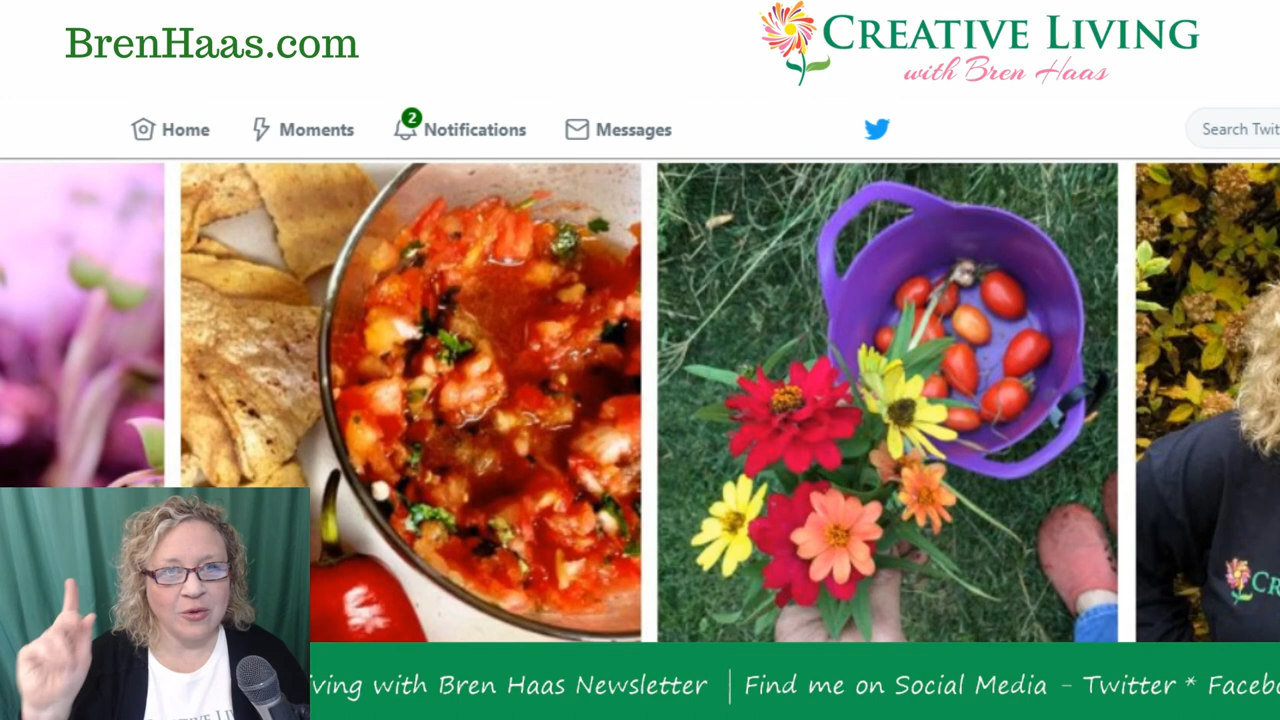 BrenHaas.com
CREATIVE LIVING
with Bren Haas
Home
Moments
2
Notifications
Messages
Search Twit
ving with Bren Haas Newsletter | Find me on Social Media - Twitter * Facebo